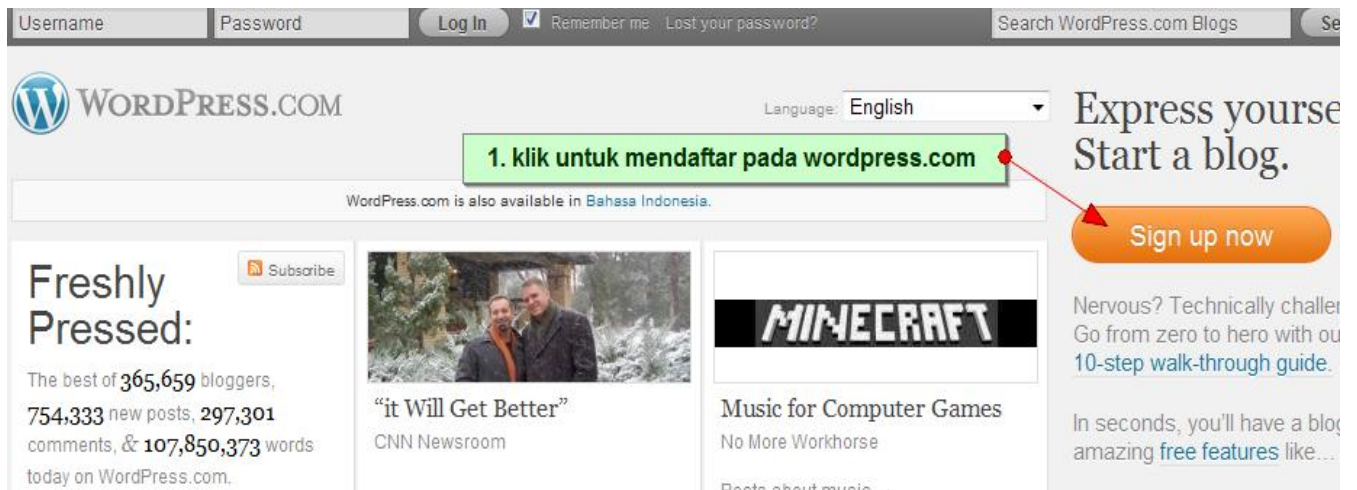 Username Password Log In Remember me Lost your password? Search WordPress.com Blogs
WORDPRESS.COM
Language: English
1. klik untuk mendaftar pada wordpress.com
WordPress.com is also available in Bahasa Indonesia.
Express
Start a blog.
Sign up now
Nervous? Technically
Go from zero to hero with
10-step walk-through guide.
In seconds, you'll have a
amazing free features like…
Freshly
Pressed:
Subscribe
The best of 365,659 bloggers,
754,333 new posts, 297,301
comments, & 107,850,373 words
today on WordPress.com.
"it Will Get Better"
CNN Newsroom
MINECRAFT
Music for Computer Games
No More Workhorse
Posts about music